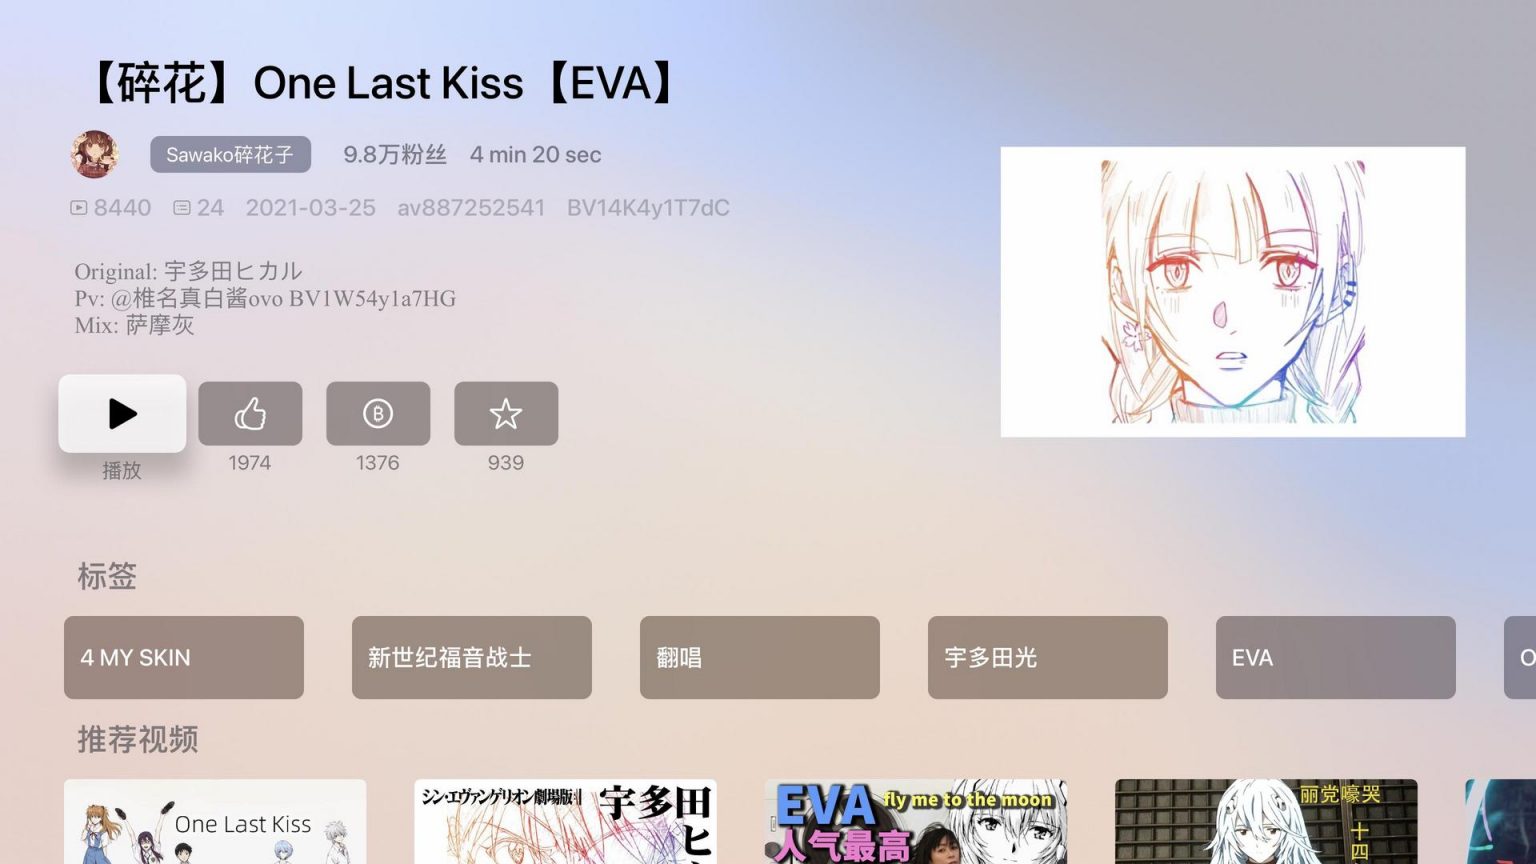 【碎花】One Last Kiss【EVA】
Sawako碎花子 9.8万粉丝 4 min 20 sec
8440 24 2021-03-25 av887252541 BV14K4y1T7dC
Original: 宇多田ヒカル
Pv: @椎名真白酱ovo BV1W54y1a7HG
Mix: 萨摩灰
播放 1974 1376 939
标签
4 MY SKIN 新世纪福音战士 翻唱 宇多田光 EVA
推荐视频
One Last Kiss
シン・エヴァンゲリオン劇場版
宇多田
ヒ
EVA fly me to the moon
人气最高
丽党嚎哭
十四